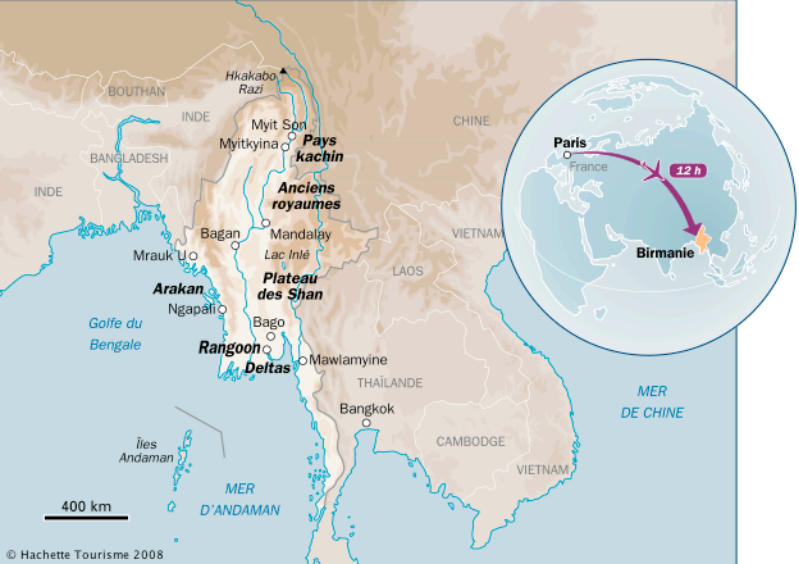 Hkakabo
Razi
BOUTHAN
INDE
Myit Son
Myitkyina
Pays
kachin
CHINE
BANGLADESH
INDE
Anciens
royaumes
Bagan
Mandalay
Lac Inlé
Mrauk U
VIETNAM
LAOS
Plateau
des Shan
Arakan
Ngapali
Golfe du
Bengale
Bago
Rangoon
Deltas
Mawlamyine
THAÏLANDE
Bangkok
CAMBODGE
VIETNAM
MER
DE CHINE
Îles
Andaman
MER
D'ANDAMAN
400 km
© Hachette Tourisme 2008
Paris
France
12 h
Birmanie